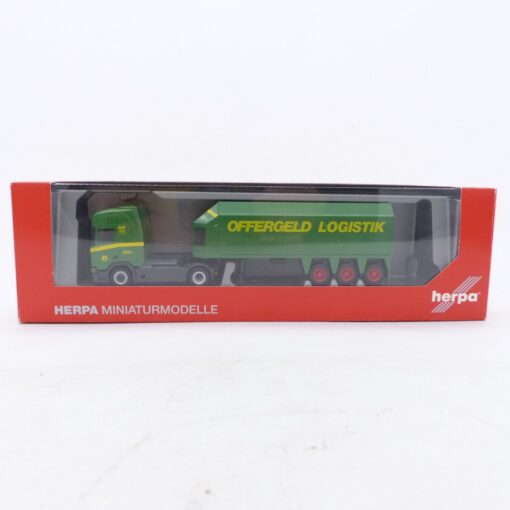 OFFERGELD LOGISTIK
HERPA MINIATURMODELLE
herpa